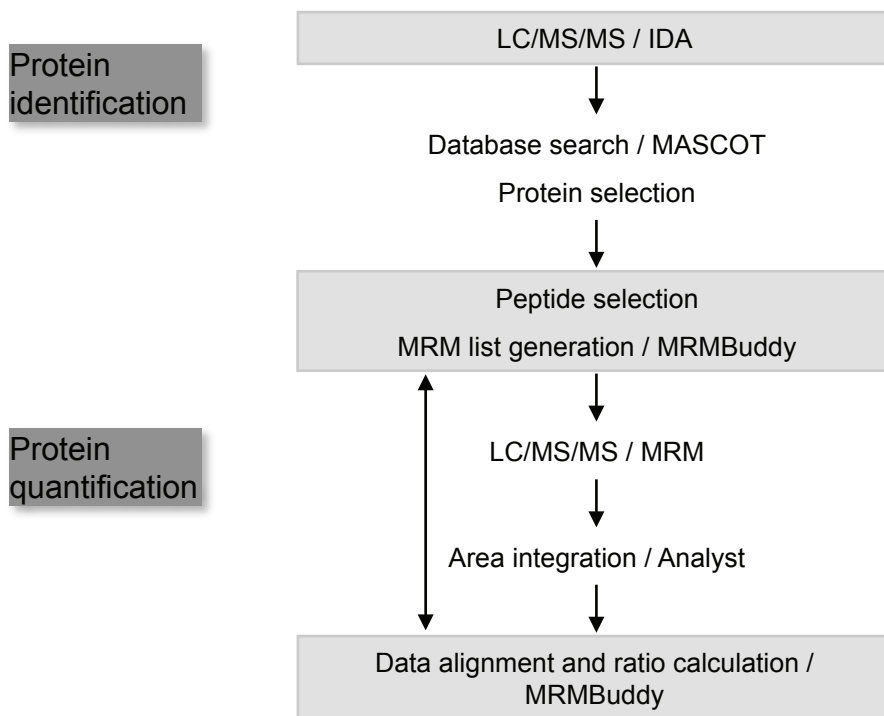 LC/MS/MS / IDA
Protein
identification
Database search / MASCOT
Protein selection
Peptide selection
MRM list generation / MRMBuddy
Protein
quantification
LC/MS/MS / MRM
Area integration / Analyst
Data alignment and ratio calculation /
MRMBuddy